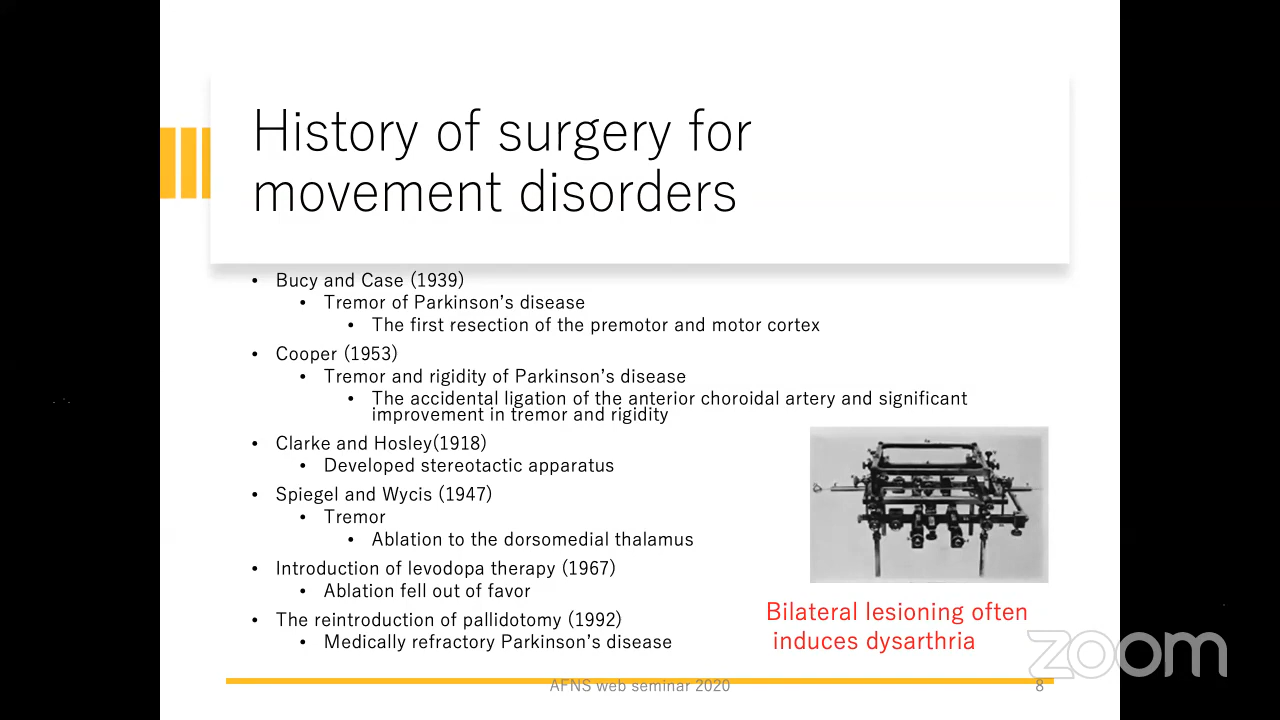 History of surgery for
movement disorders
• Bucy and Case (1939)
• Tremor of Parkinson's disease
• The first resection of the premotor and motor cortex
• Cooper (1953)
• Tremor and rigidity of Parkinson's disease
• The accidental ligation of the anterior choroidal artery and significant
improvement in tremor and rigidity
• Clarke and Hosley(1918)
• Developed stereotactic apparatus
• Spiegel and Wycis (1947)
• Tremor
• Ablation to the dorsomedial thalamus
• Introduction of levodopa therapy (1967)
• Ablation fell out of favor
• The reintroduction of pallidotomy (1992)
• Medically refractory Parkinson's disease
Bilateral lesioning often
induces dysarthria
zoom
AFNS web seminar 2020
8